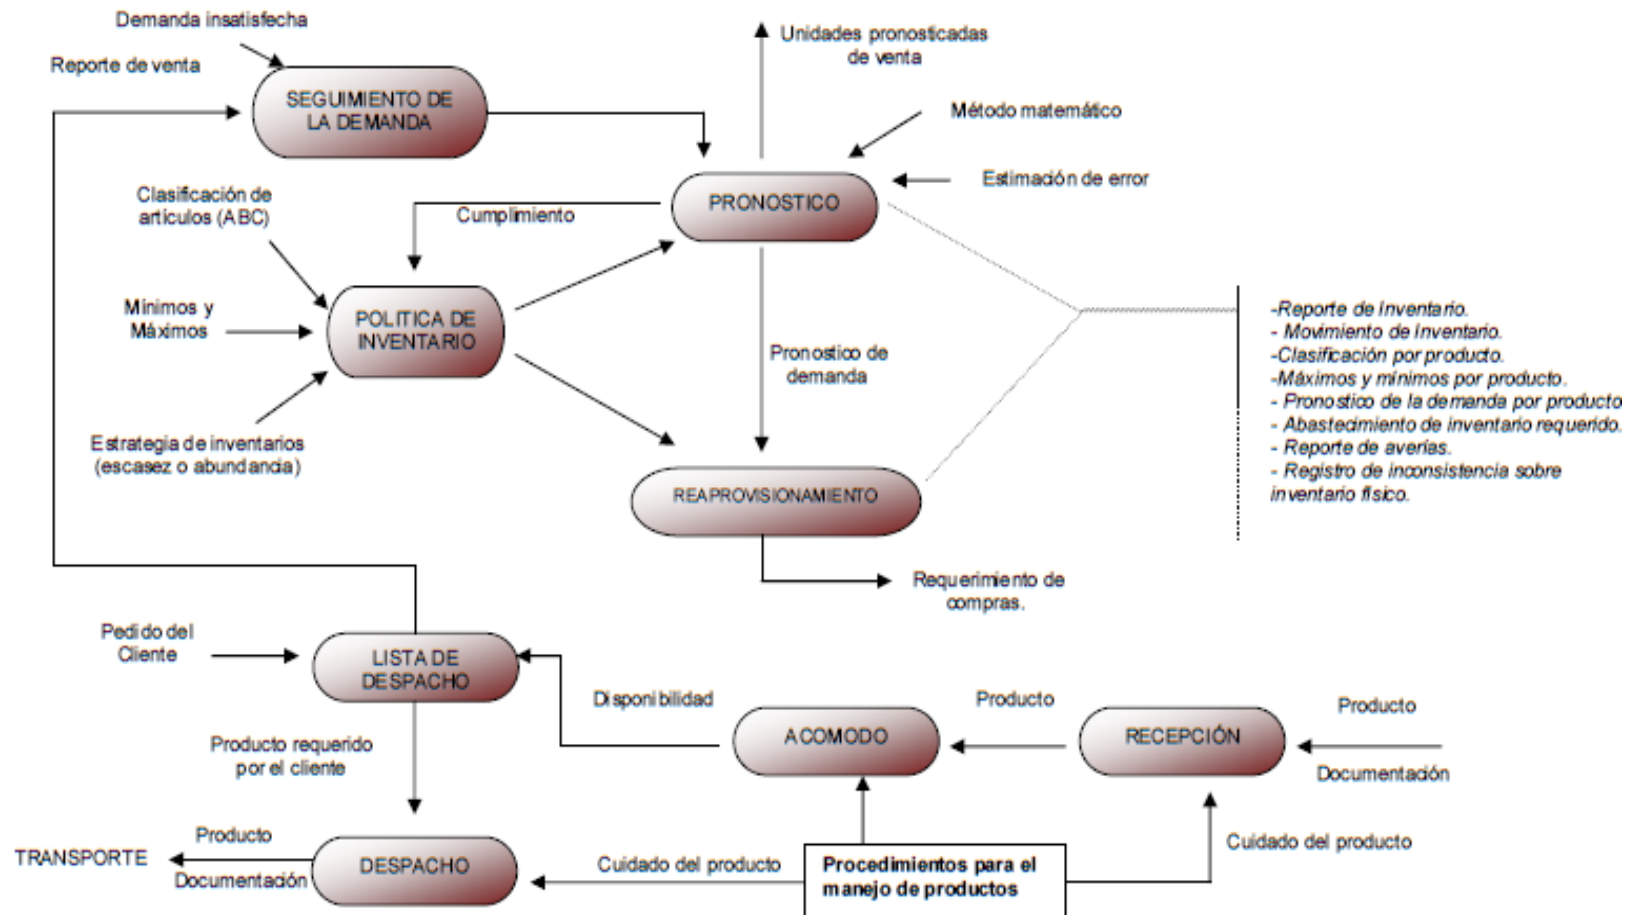 Demanda insatisfecha
Reporte de venta
SEGUIMIENTO DE
LA DEMANDA
Unidades pronosticadas
de venta
Método matemático
Estimación de error
PRONOSTICO
Clasificación de
artículos (ABC)
Cumplimiento
Mínimos y
Máximos
POLITICA DE
INVENTARIO
Estrategia de inventarios
(escasez o abundancia)
Pronostico de
demanda
-Reporte de Inventario.
- Movimiento de Inventario.
-Clasificación por producto.
-Máximos y mínimos por producto.
- Pronostico de la demanda por producto
- Abastecimiento de inventario requerido.
- Reporte de averías.
- Registro de inconsistencia sobre
inventario físico.
REAPROVISIONAMIENTO
Requerimiento de
compras.
Pedido del
Cliente
LISTA DE
DESPACHO
Disponibilidad
ACOMODO
Producto
RECEPCIÓN
Producto
Documentación
Producto requerido
por el cliente
TRANSPORTE
Producto
Documentación
DESPACHO
Cuidado del producto
Procedimientos para el
manejo de productos
Cuidado del producto